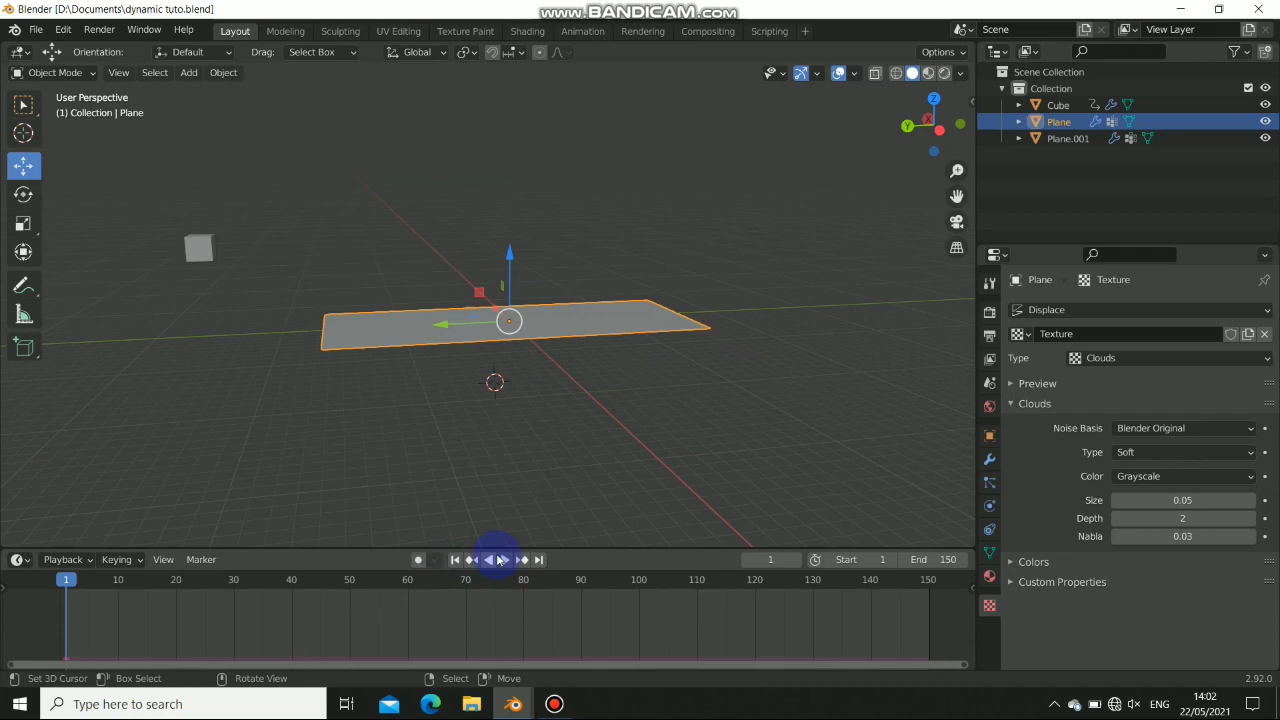 Blender [D:\Documents\dynamic tuto.blend]
www.BANDICAM.com
File Edit Render Window Help
Layout Modeling Sculpting UV Editing Texture Paint Shading Animation Rendering Compositing Scripting +
Scene
View Layer
Orientation: Default Drag: Select Box Global Options
Object Mode View Select Add Object
User Perspective
(1) Collection | Plane
Z
Y
X
Scene Collection
Collection
Cube
Plane
Plane.001
Plane Texture
Displace
Texture
Type Clouds
Preview
Clouds
Noise Basis Blender Original
Type Soft
Color Grayscale
Size 0.05
Depth 2
Nabla 0.03
Colors
Custom Properties
Playback Keying View Marker
1 Start 1 End 150
1 10 20 30 40 50 60 70 80 90 100 110 120 130 140 150
Set 3D Cursor Box Select Rotate View Select Move 2.92.0
Type here to search
ENG
14:02
22/05/2021